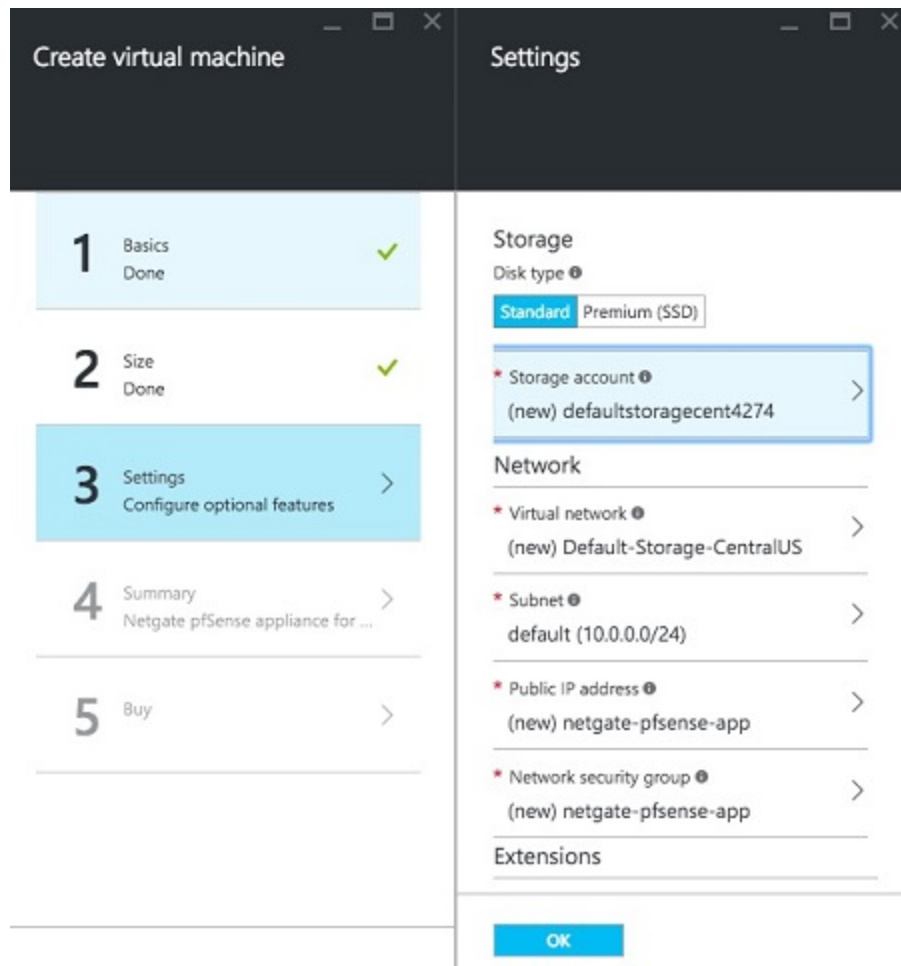 Create virtual machine
1
Basics
Done
2
Size
Done
3
Settings
Configure optional features
4
Summary
Netgate pfSense appliance for ...
5
Buy
Settings
Storage
Disk type
Standard Premium (SSD)
* Storage account
(new) defaultstoragecent4274
Network
* Virtual network
(new) Default-Storage-CentralUS
* Subnet
default (10.0.0.0/24)
* Public IP address
(new) netgate-pfsense-app
* Network security group
(new) netgate-pfsense-app
Extensions
OK